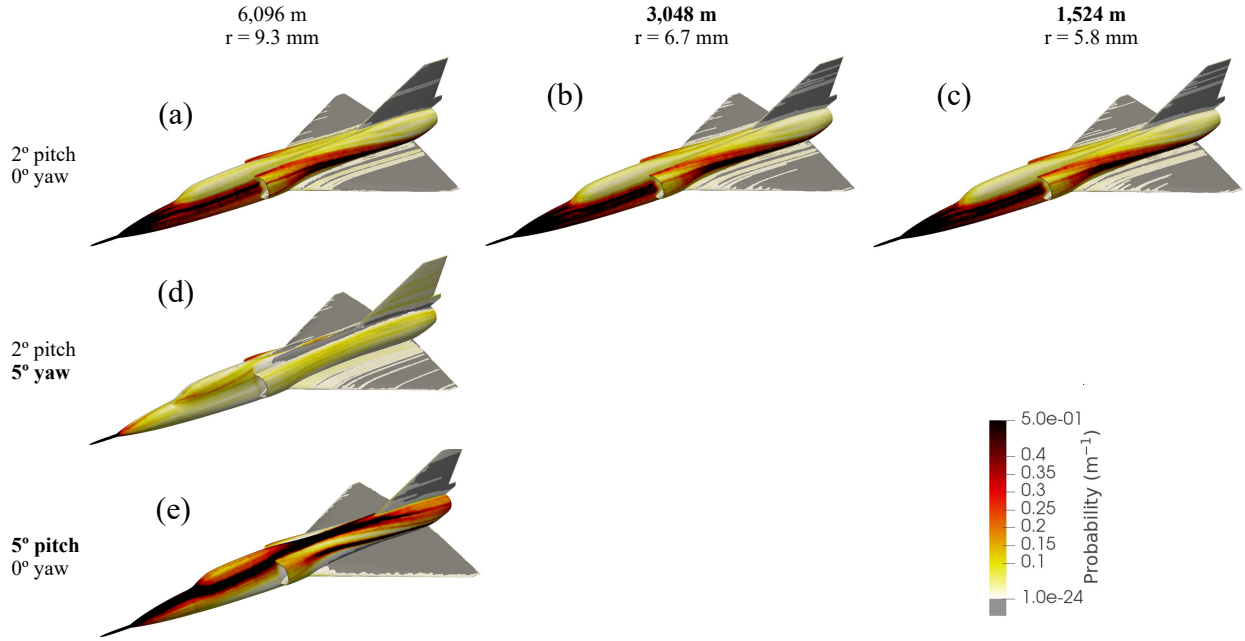 6,096 m
r = 9.3 mm
3,048 m
r = 6.7 mm
1,524 m
r = 5.8 mm
(a)
(b)
(c)
2º pitch
0º yaw
(d)
2º pitch
5º yaw
(e)
5º pitch
0º yaw
5.0e-01
0.4
0.35
0.3
0.25
0.2
0.15
0.1
1.0e-24
Probability (m⁻¹)